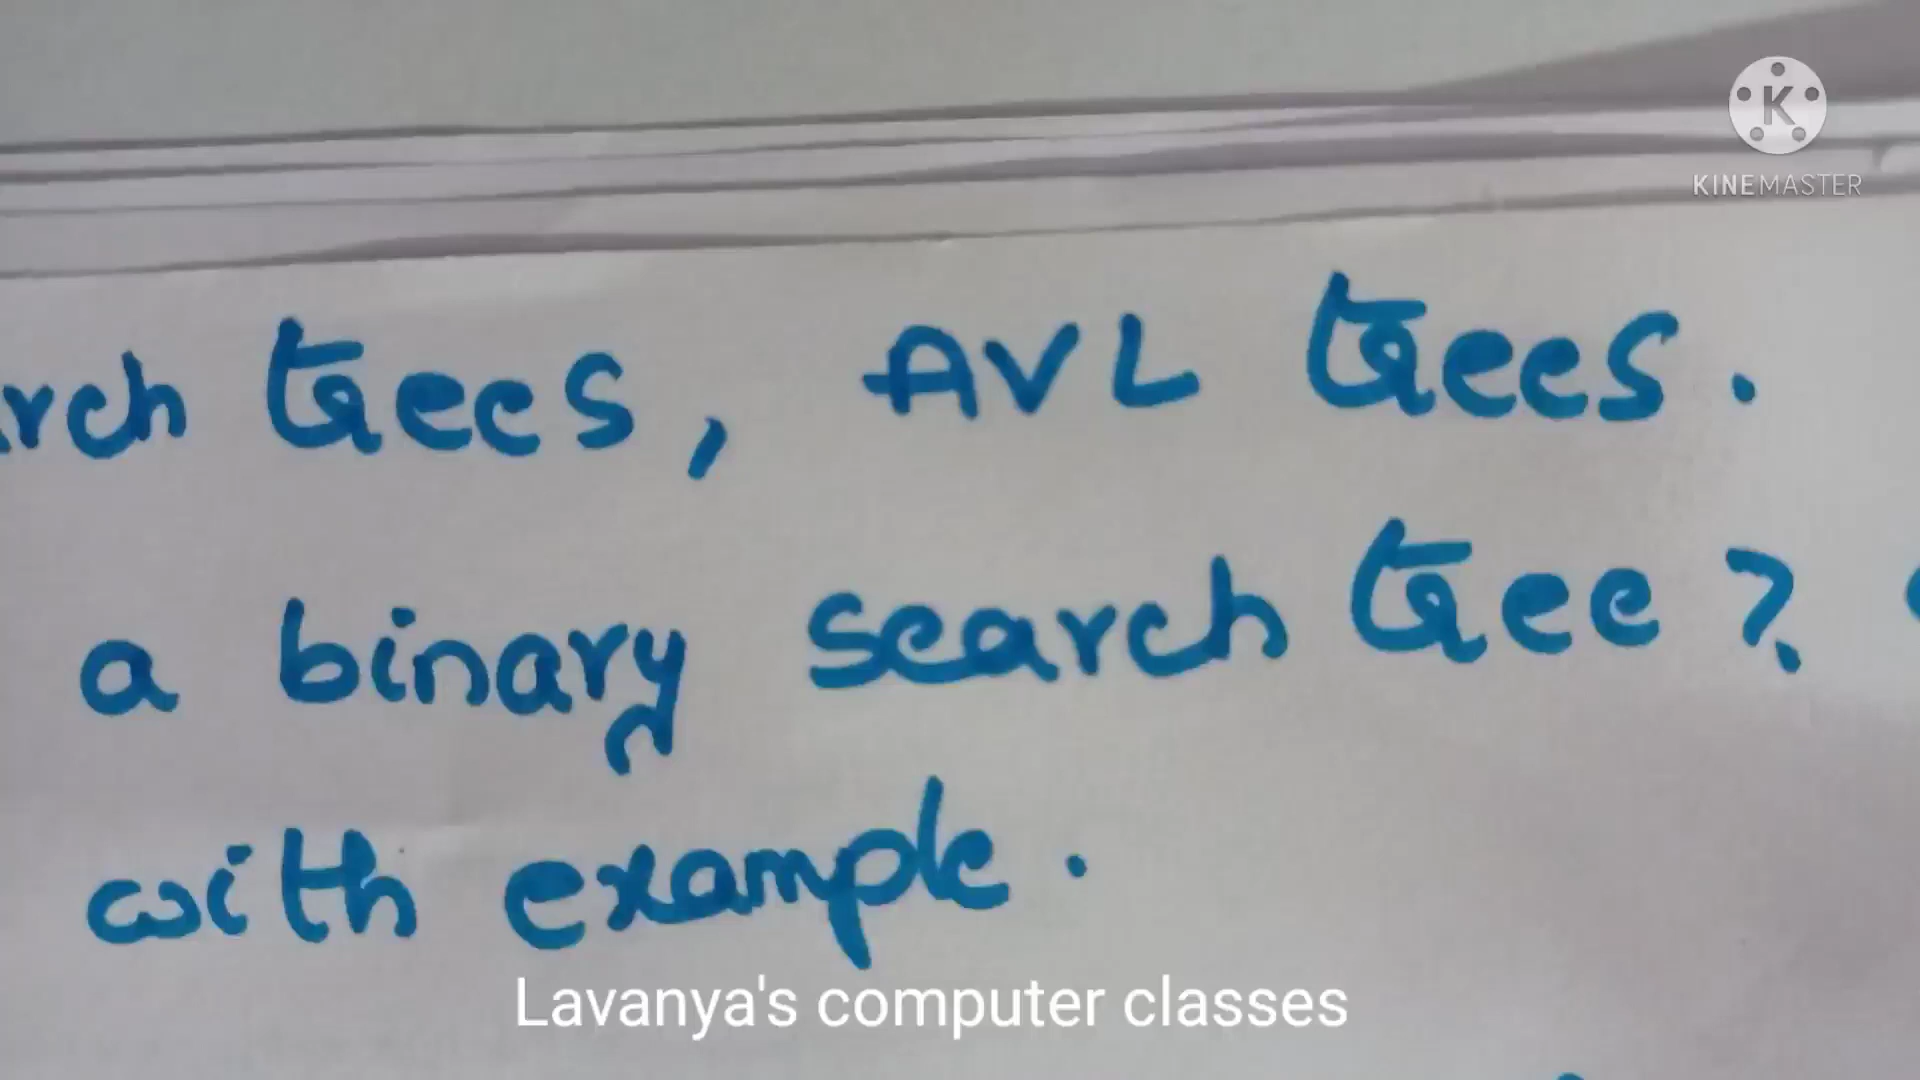 KINEMASTER
rch trees, AVL trees.
a binary search tree?
with example.
Lavanya's computer classes